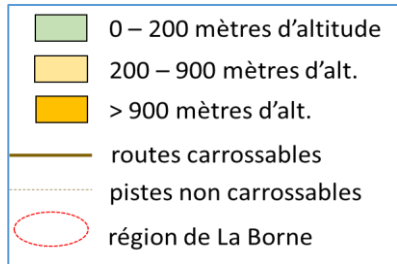 0 – 200 mètres d’altitude
200 – 900 mètres d’alt.
> 900 mètres d’alt.
routes carrossables
pistes non carrossables
région de La Borne